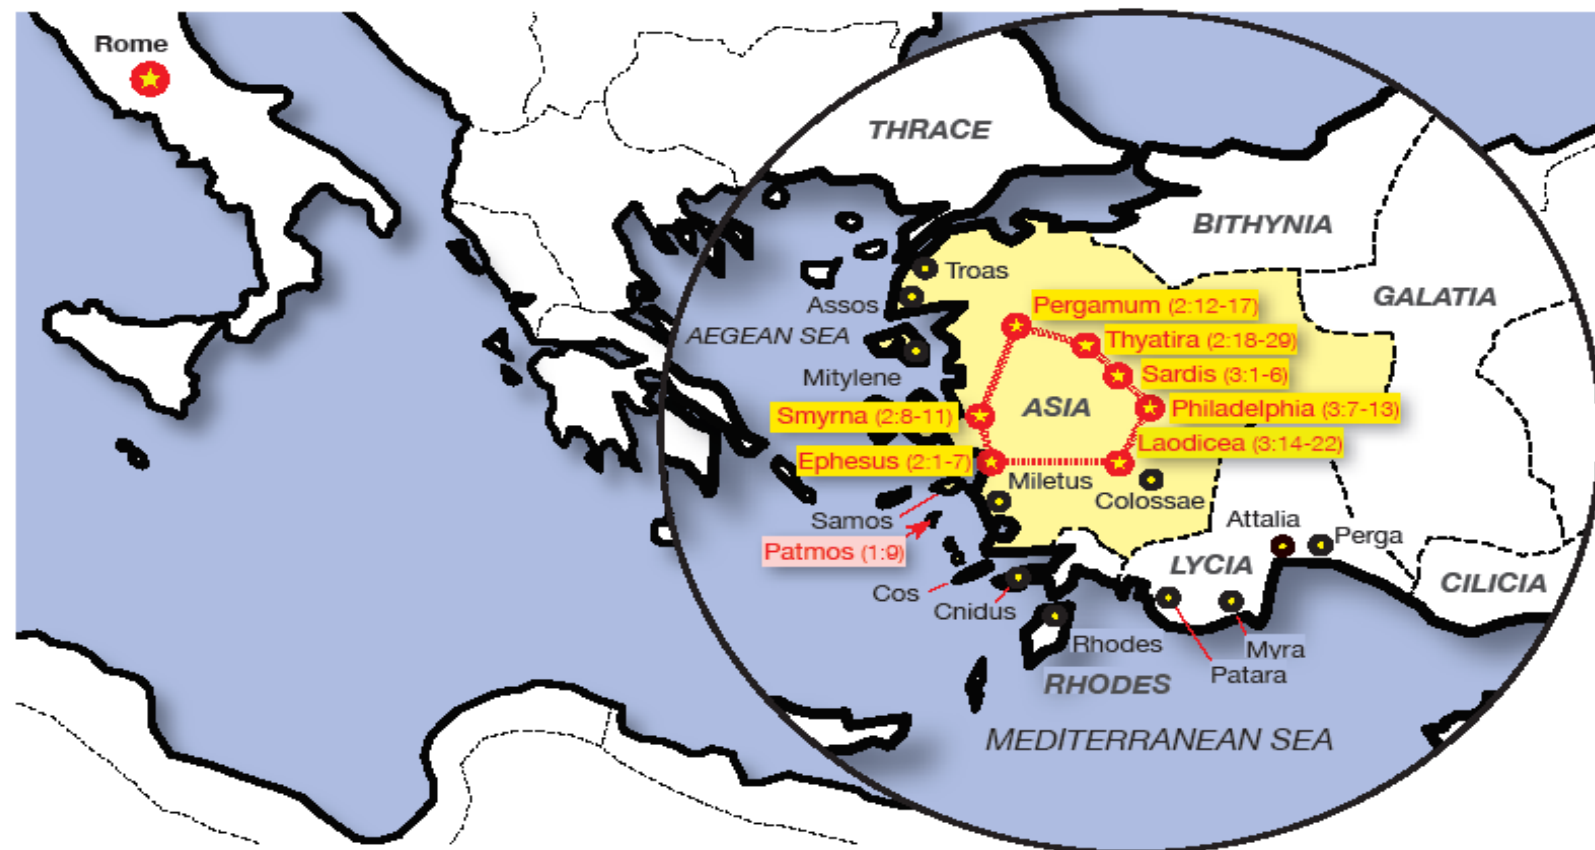 Rome
THRACE
BITHYNIA
Troas
GALATIA
Assos
Pergamum (2:12-17)
AEGEAN SEA
Thyatira (2:18-29)
Mitylene
Sardis (3:1-6)
Smyrna (2:8-11)
ASIA
Philadelphia (3:7-13)
Laodicea (3:14-22)
Ephesus (2:1-7)
Miletus
Colossae
Samos
Attalia
Perga
Patmos (1:9)
LYCIA
CILICIA
Cos
Cnidus
Rhodes
Myra
Patara
RHODES
MEDITERRANEAN SEA